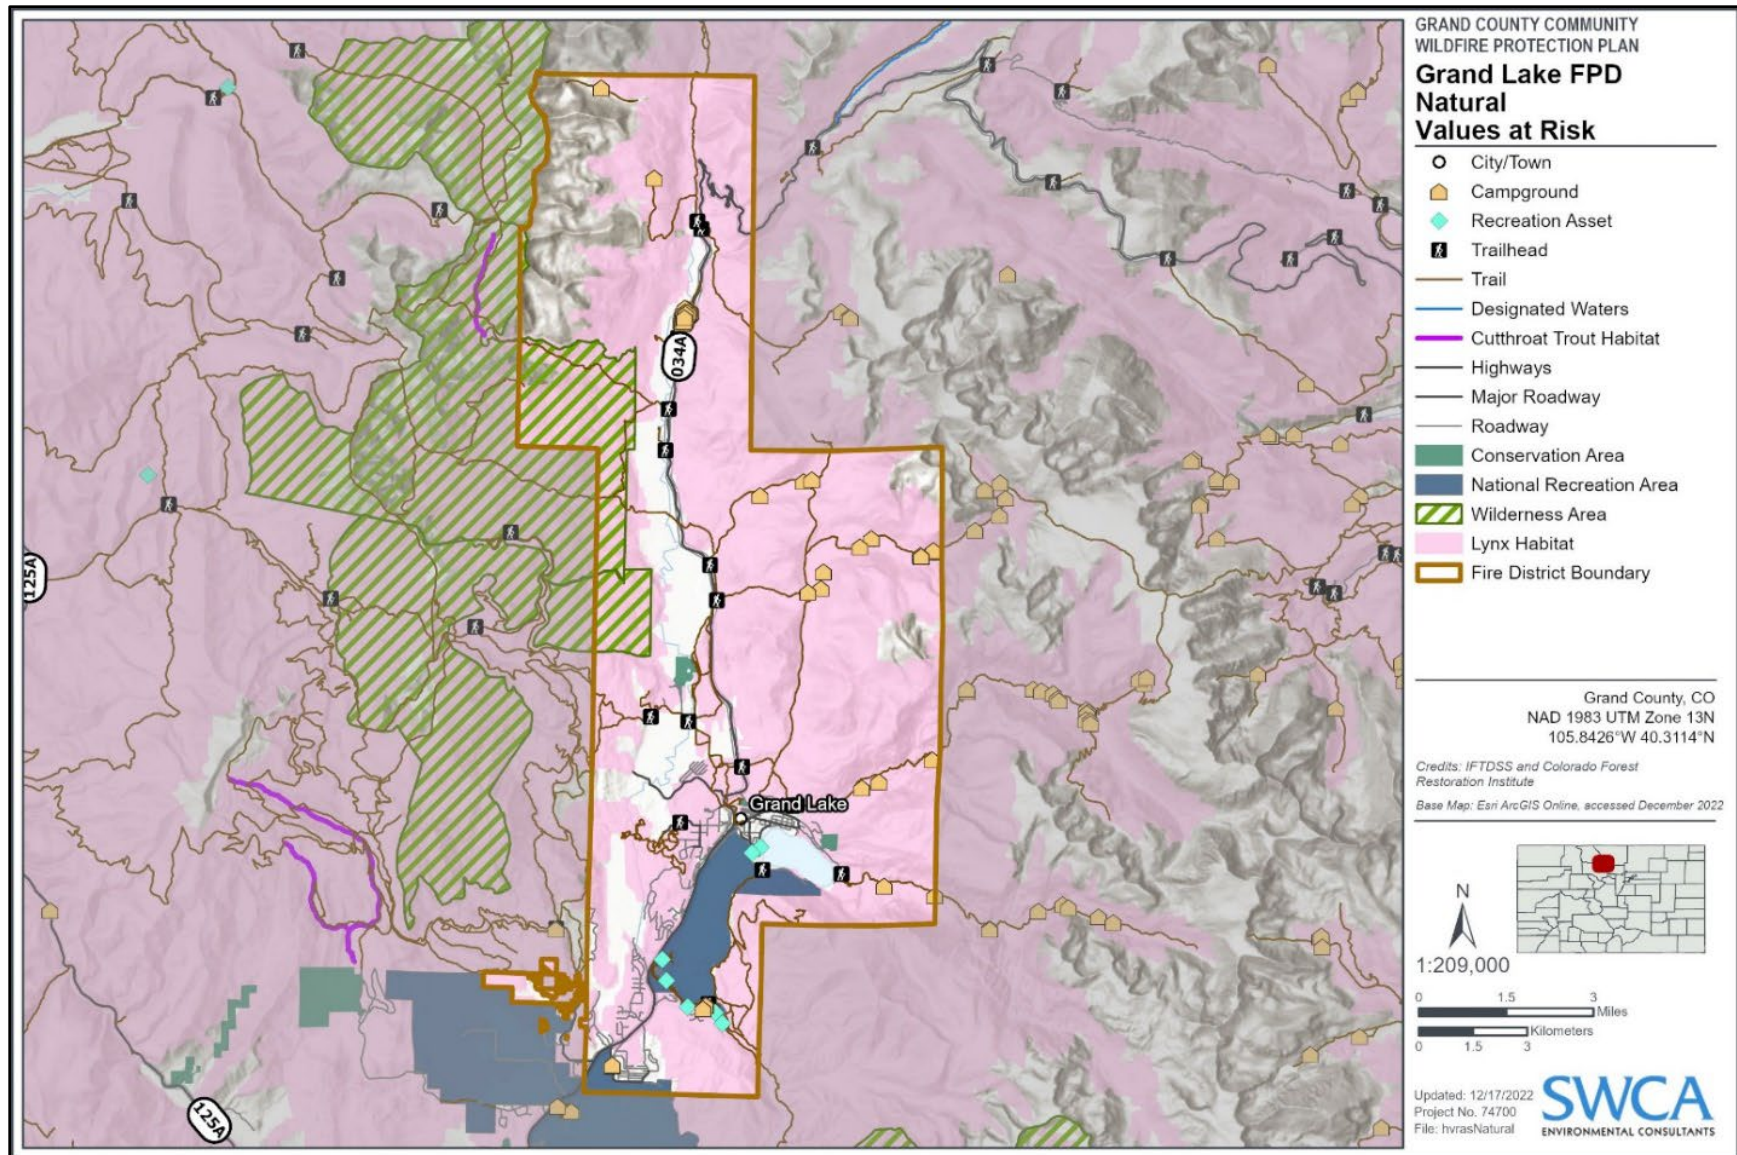 GRAND COUNTY COMMUNITY
WILDFIRE PROTECTION PLAN
Grand Lake FPD
Natural
Values at Risk
City/Town
Campground
Recreation Asset
Trailhead
Trail
Designated Waters
Cutthroat Trout Habitat
Highways
Major Roadway
Roadway
Conservation Area
National Recreation Area
Wilderness Area
Lynx Habitat
Fire District Boundary
034A
125A
Grand Lake
125A
Grand County, CO
NAD 1983 UTM Zone 13N
105.8426°W 40.3114°N
Credits: IFTDSS and Colorado Forest
Restoration Institute
Base Map: Esri ArcGIS Online, accessed December 2022
N
1:209,000
0 1.5 3
Miles
Kilometers
0 1.5 3
Updated: 12/17/2022
Project No. 74700
File: hvrasNatural
SWCA
ENVIRONMENTAL CONSULTANTS